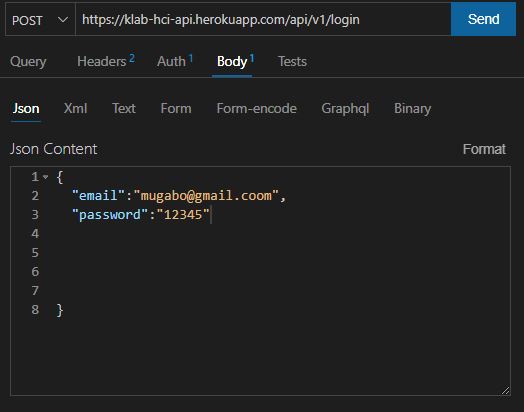 POST https://klab-hci-api.herokuapp.com/api/v1/login Send
Query Headers 2 Auth 1 Body 1 Tests
Json Xml Text Form Form-encode Graphql Binary
Json Content Format
1 {
2 "email":"mugabo@gmail.coom",
3 "password":"12345"
4
5
6
7
8 }